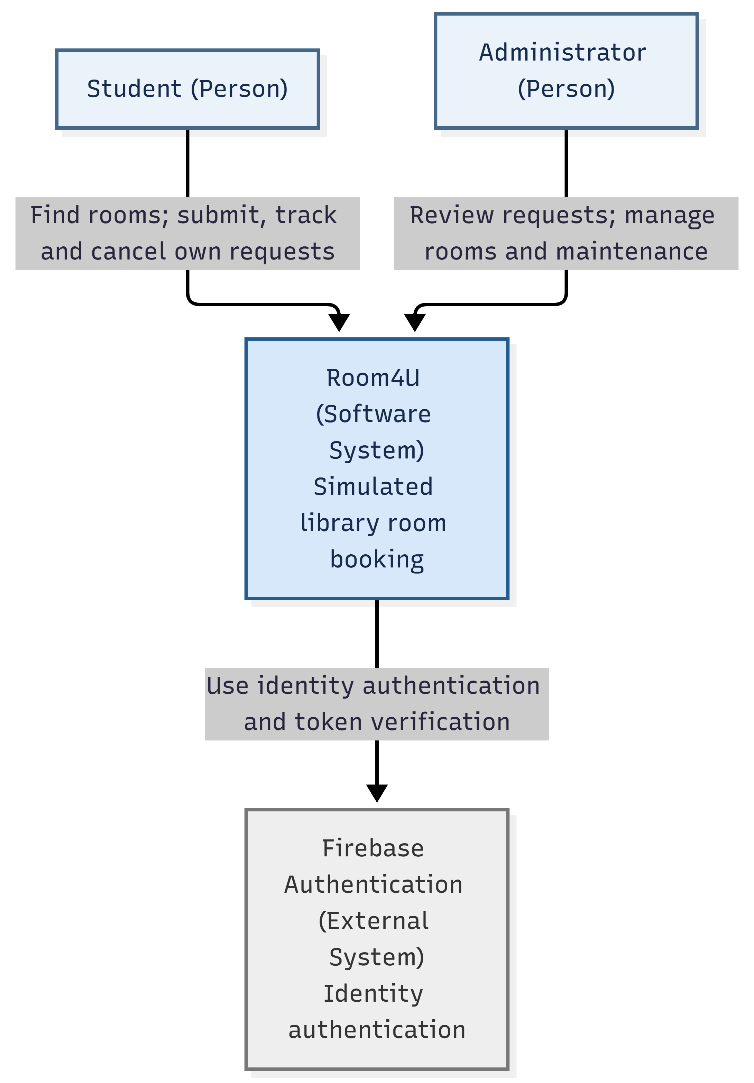 Student (Person)
Administrator
(Person)
Find rooms; submit, track
and cancel own requests
Review requests; manage
rooms and maintenance
Room4U
(Software
System)
Simulated
library room
booking
Use identity authentication
and token verification
Firebase
Authentication
(External
System)
Identity
authentication